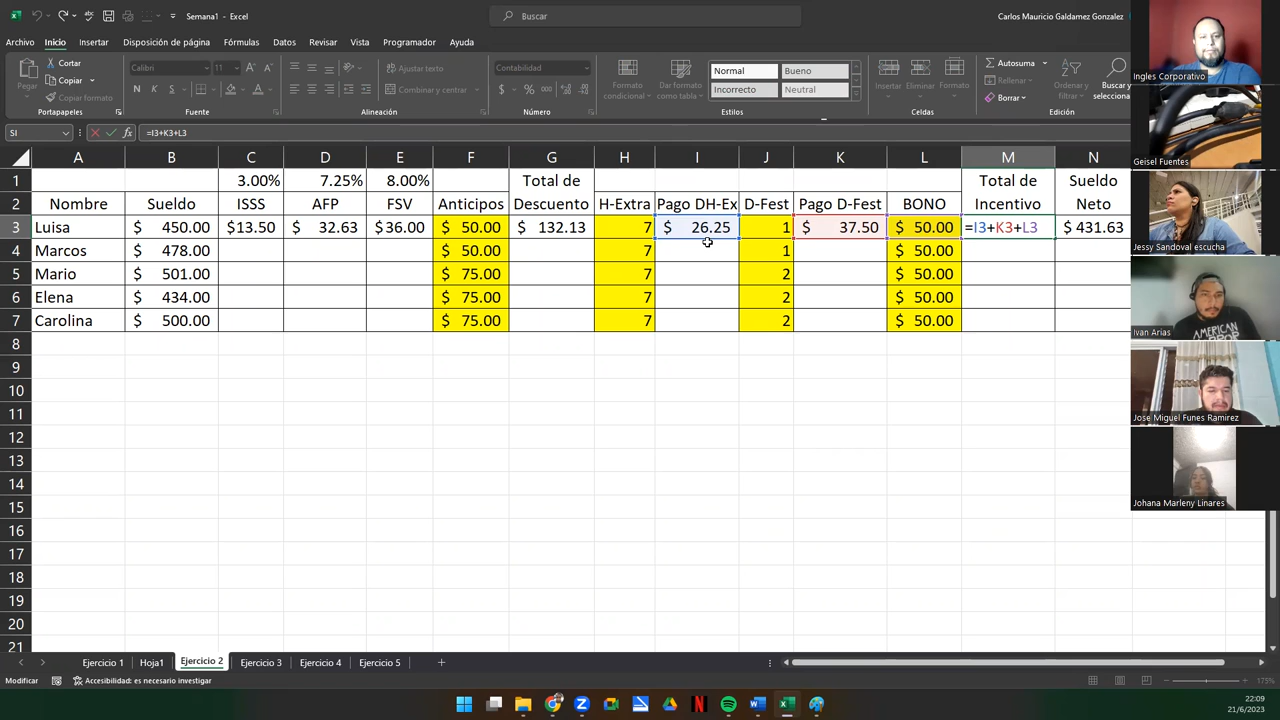 Semana1 - Excel
Buscar
Carlos Mauricio Galdamez Gonzalez
Archivo Inicio Insertar Disposición de página Fórmulas Datos Revisar Vista Programador Ayuda
Pegar
Cortar
Copiar
Copiar formato
Portapapeles
Calibri 11
N K S
Fuente
Ajustar texto
Combinar y centrar
Alineación
Contabilidad
Número
Formato condicional
Dar formato como tabla
Normal Bueno
Incorrecto Neutral
Estilos
Insertar Eliminar Formato
Celdas
Autosuma
Rellenar
Borrar
Ordenar y
Buscar y
selecciona
Edición
SI =I3+K3+L3
A B C D E F G H I J K L M N
1 3.00% 7.25% 8.00% Total de Total de Sueldo
2 Nombre Sueldo ISSS AFP FSV Anticipos Descuento H-Extra Pago DH-Ex D-Fest Pago D-Fest BONO Incentivo Neto
3 Luisa $ 450.00 $13.50 $ 32.63 $36.00 $ 50.00 $ 132.13 7 $ 26.25 1 $ 37.50 $ 50.00 =I3+K3+L3 $ 431.63
4 Marcos $ 478.00 $ 50.00 7 1 $ 50.00
5 Mario $ 501.00 $ 75.00 7 2 $ 50.00
6 Elena $ 434.00 $ 75.00 7 2 $ 50.00
7 Carolina $ 500.00 $ 75.00 7 2 $ 50.00
8
9
10
11
12
13
14
15
16
17
18
19
20
21
Ejercicio 1 Hoja1 Ejercicio 2 Ejercicio 3 Ejercicio 4 Ejercicio 5
Modificar Accesibilidad: es necesario investigar
175%
22:09
21/6/2023
Ingles Corporativo
Geisel Fuentes
Jessy Sandoval escucha
Ivan Arias
AMERICAN
Jose Miguel Funes Ramirez
Johana Marleny Linares